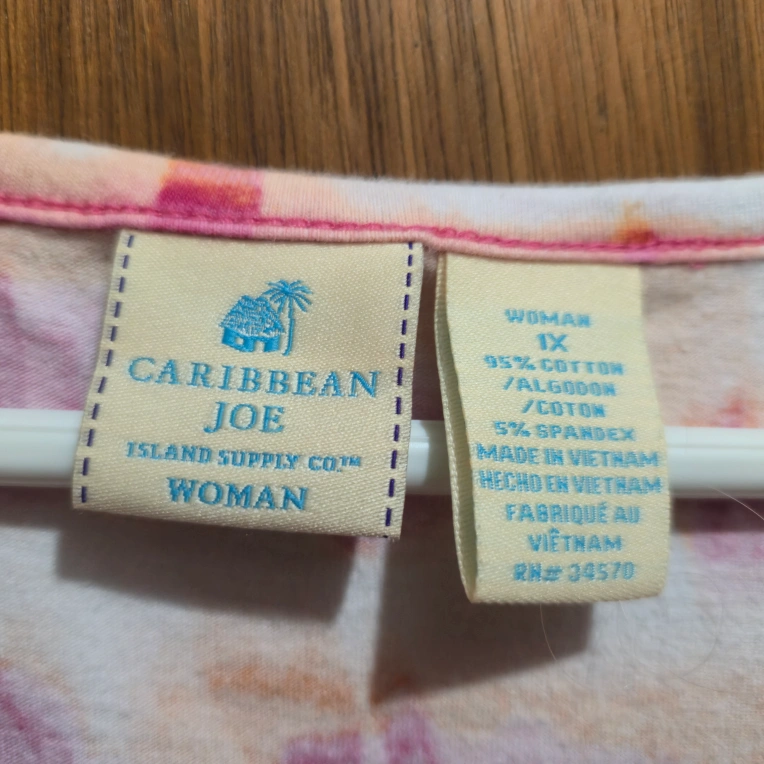 CARIBBEAN
JOE
ISLAND SUPPLY CO.™
WOMAN
WOMAN
1X
95% COTTON
/ALGODON
/COTON
5% SPANDEX
MADE IN VIETNAM
HECHO EN VIETNAM
FABRIQUÉ AU
VIÊTNAM
RN# 34570